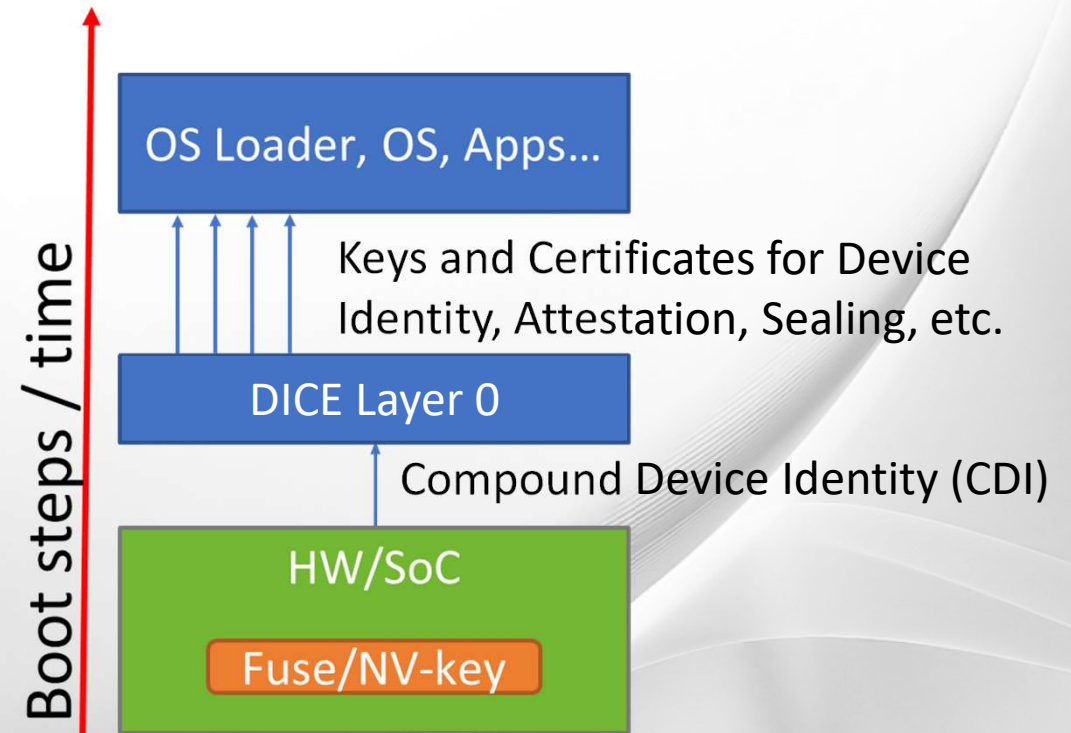 OS Loader, OS, Apps...
Keys and Certificates for Device
Identity, Attestation, Sealing, etc.
DICE Layer 0
Compound Device Identity (CDI)
HW/SoC
Fuse/NV-key
Boot steps / time